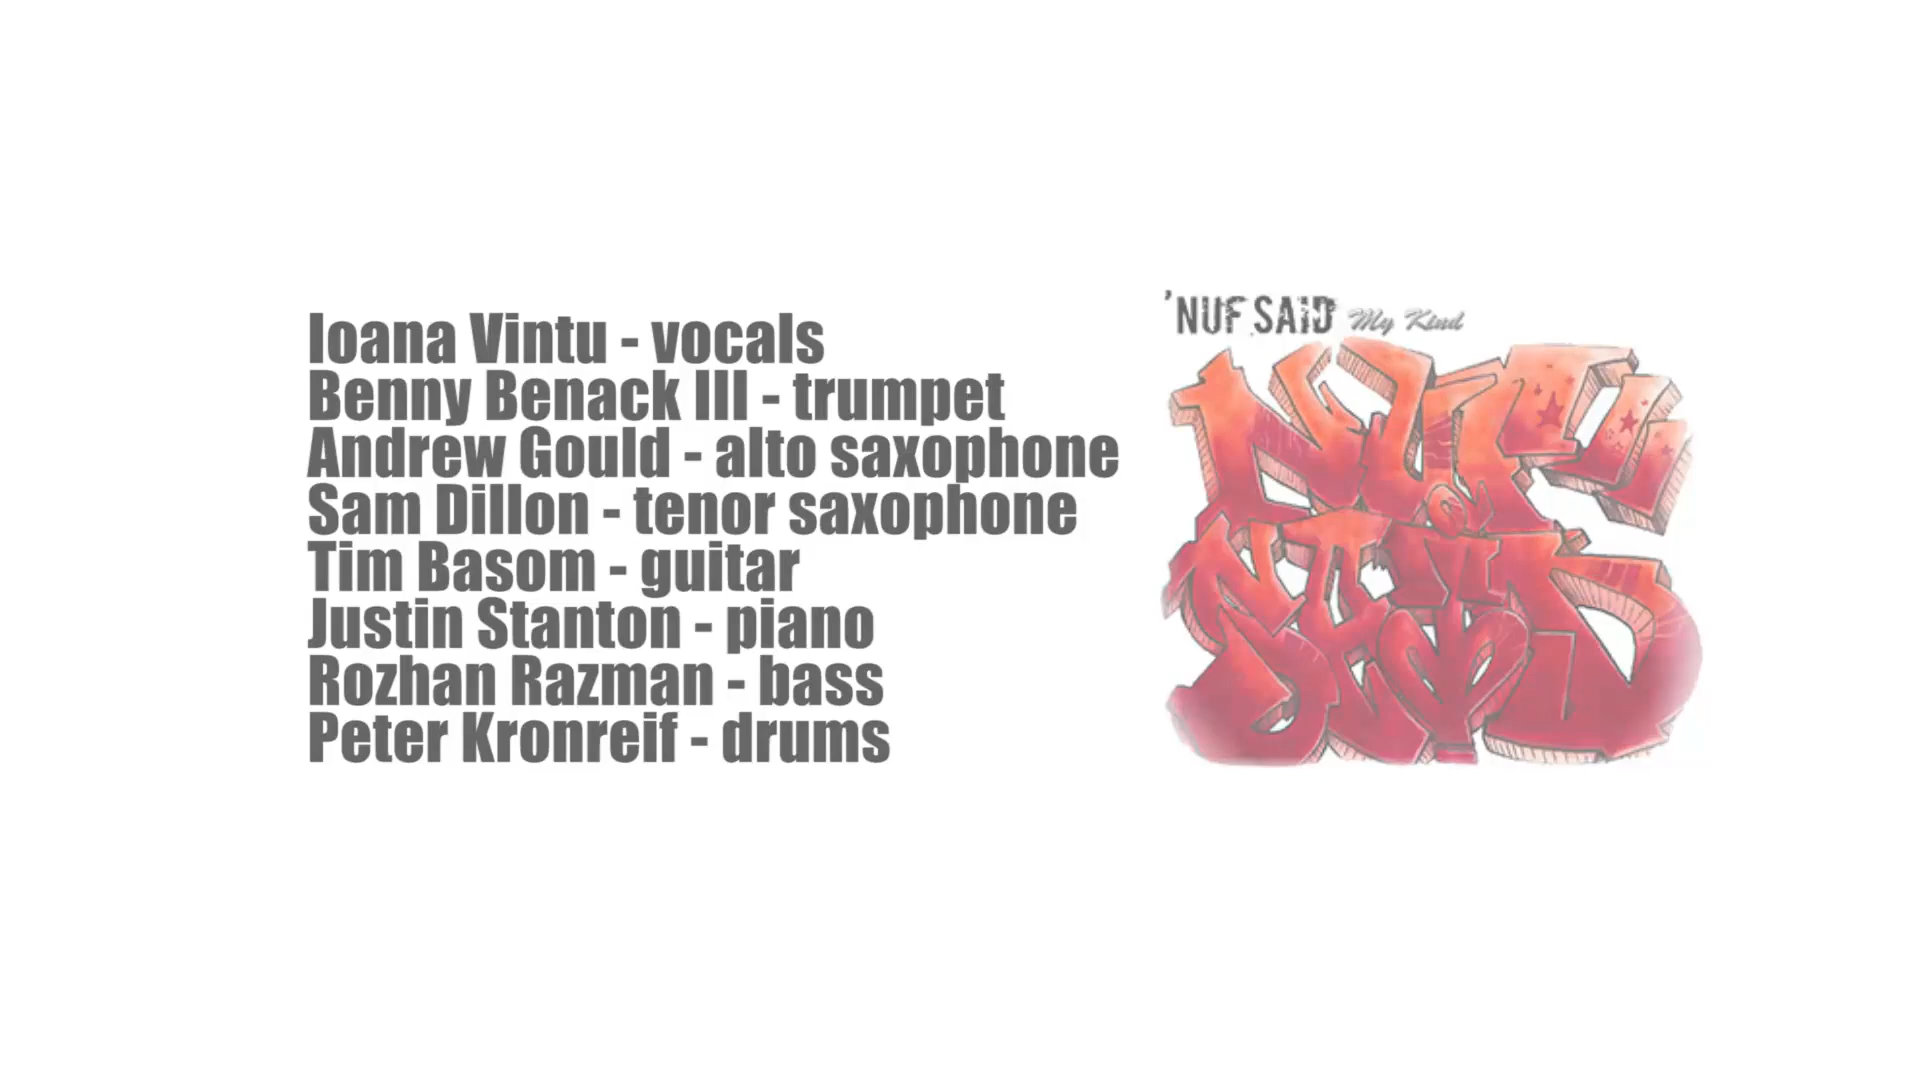 Ioana Vintu - vocals
Benny Benack III - trumpet
Andrew Gould - alto saxophone
Sam Dillon - tenor saxophone
Tim Basom - guitar
Justin Stanton - piano
Rozhan Razman - bass
Peter Kronreif - drums
'NUF SAID My Kind